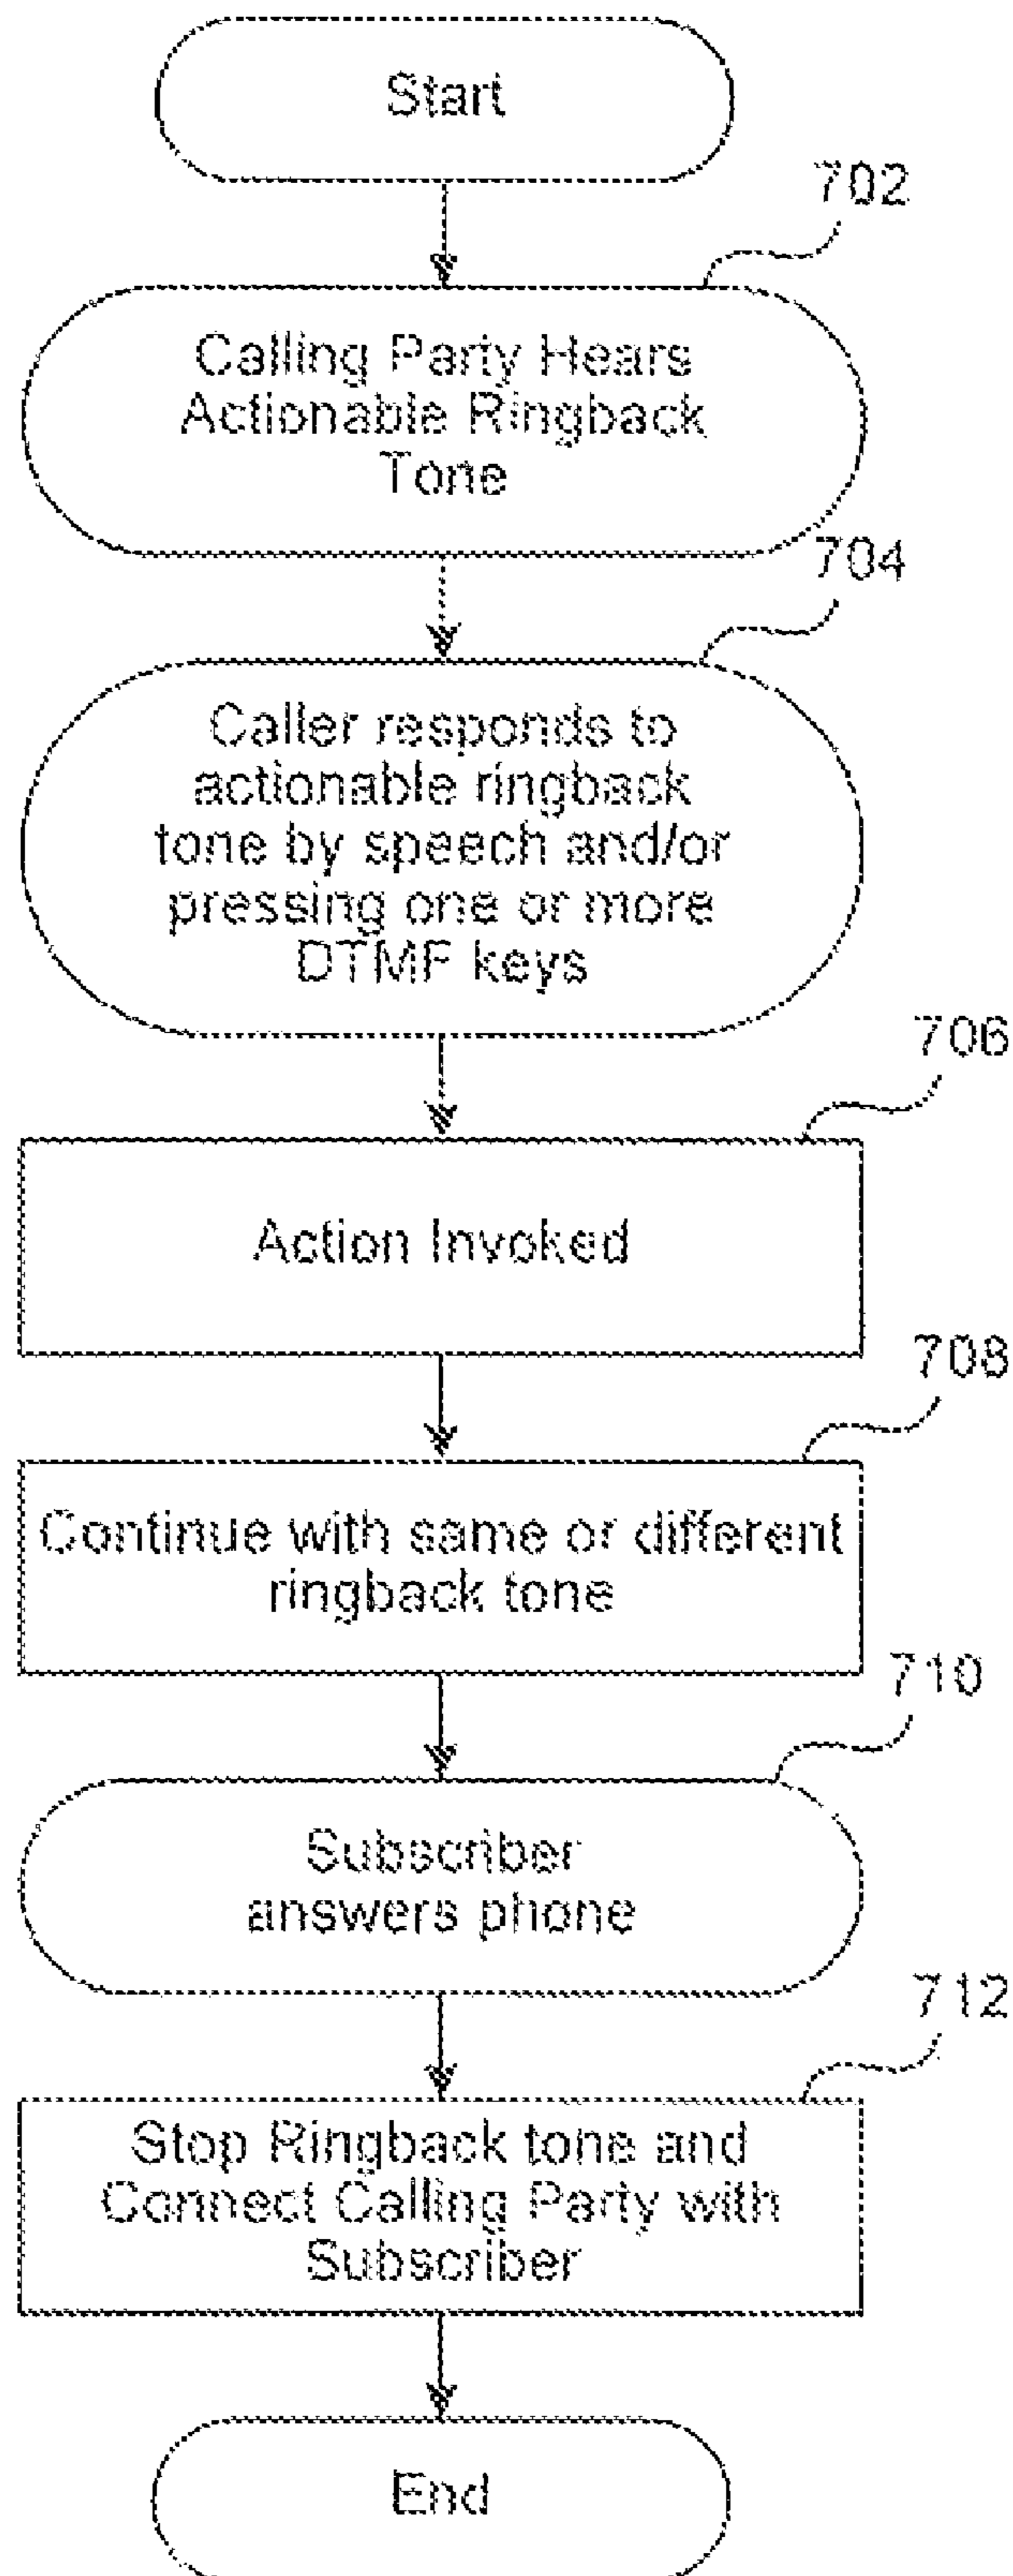 Start
702
Calling Party Hears
Actionable Ringback
Tone
704
Caller responds to
actionable ringback
tone by speech and/or
pressing one or more
DTMF keys
706
Action Invoked
708
Continue with same or different
ringback tone
710
Subscriber
answers phone
712
Stop Ringback tone and
Connect Calling Party with
Subscriber
End